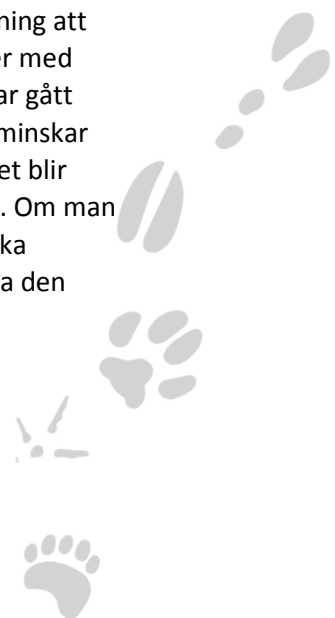 ning att
er med
ar gått
minskar
et blir
. Om man
ka
a den